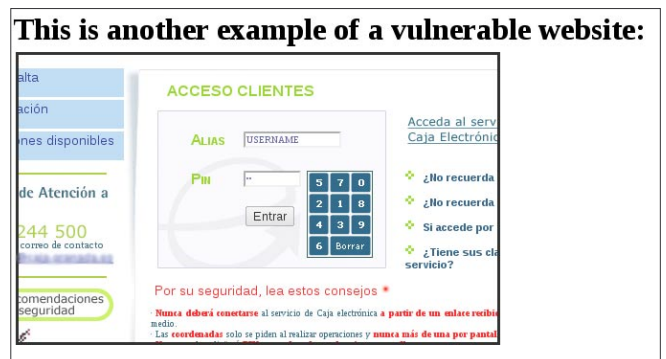 This is another example of a vulnerable website:
alta
ación
nes disponibles
de Atención a
244 500
correo de contacto
comendaciones
seguridad
ACCESO CLIENTES
ALIAS USERNAME
PIN **
5 7 0
2 1 8
4 3 9
6 Borrar
Entrar
Acceda al serv
Caja Electrónic
¿No recuerda
¿No recuerda
Si accede por
¿Tiene sus cla
servicio?
Por su seguridad, lea estos consejos *
· Nunca deberá conectarse al servicio de Caja electrónica a partir de un enlace recibid
medio.
· Las coordenadas solo se piden al realizar operaciones y nunca más de una por pantal